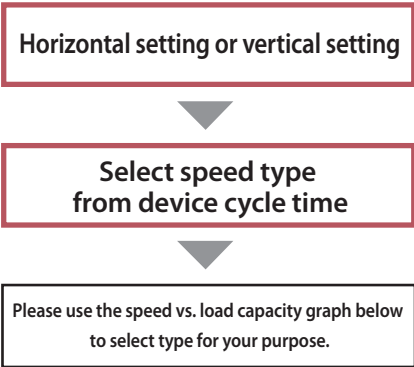 Horizontal setting or vertical setting
Select speed type
from device cycle time
Please use the speed vs. load capacity graph below
to select type for your purpose.